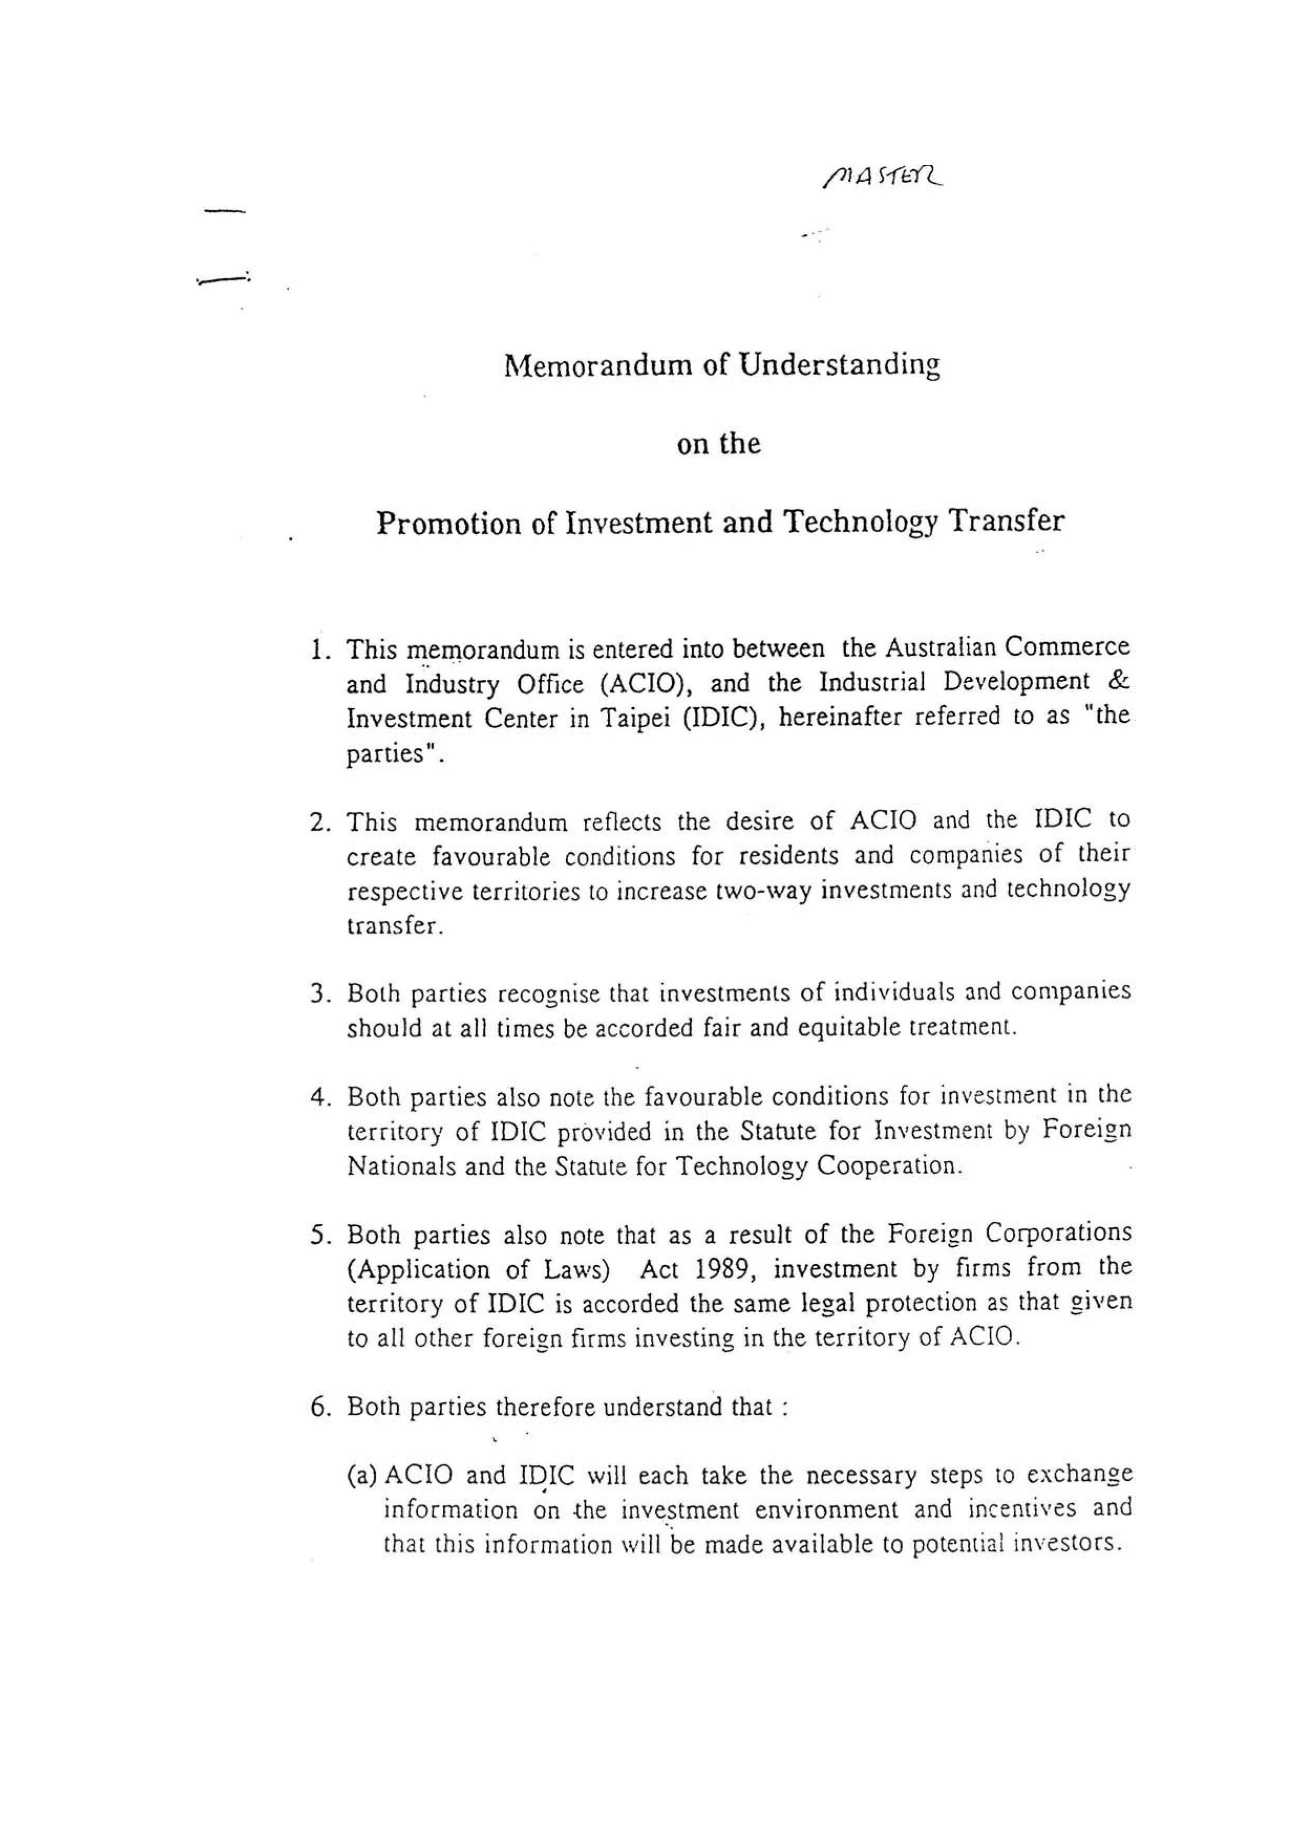 MASTER
Memorandum of Understanding
on the
Promotion of Investment and Technology Transfer
1. This memorandum is entered into between the Australian Commerce
and Industry Office (ACIO), and the Industrial Development &
Investment Center in Taipei (IDIC), hereinafter referred to as "the
parties".
2. This memorandum reflects the desire of ACIO and the IDIC to
create favourable conditions for residents and companies of their
respective territories to increase two-way investments and technology
transfer.
3. Both parties recognise that investments of individuals and companies
should at all times be accorded fair and equitable treatment.
4. Both parties also note the favourable conditions for investment in the
territory of IDIC provided in the Statute for Investment by Foreign
Nationals and the Statute for Technology Cooperation.
5. Both parties also note that as a result of the Foreign Corporations
(Application of Laws) Act 1989, investment by firms from the
territory of IDIC is accorded the same legal protection as that given
to all other foreign firms investing in the territory of ACIO.
6. Both parties therefore understand that :
(a) ACIO and IDIC will each take the necessary steps to exchange
information on the investment environment and incentives and
that this information will be made available to potential investors.